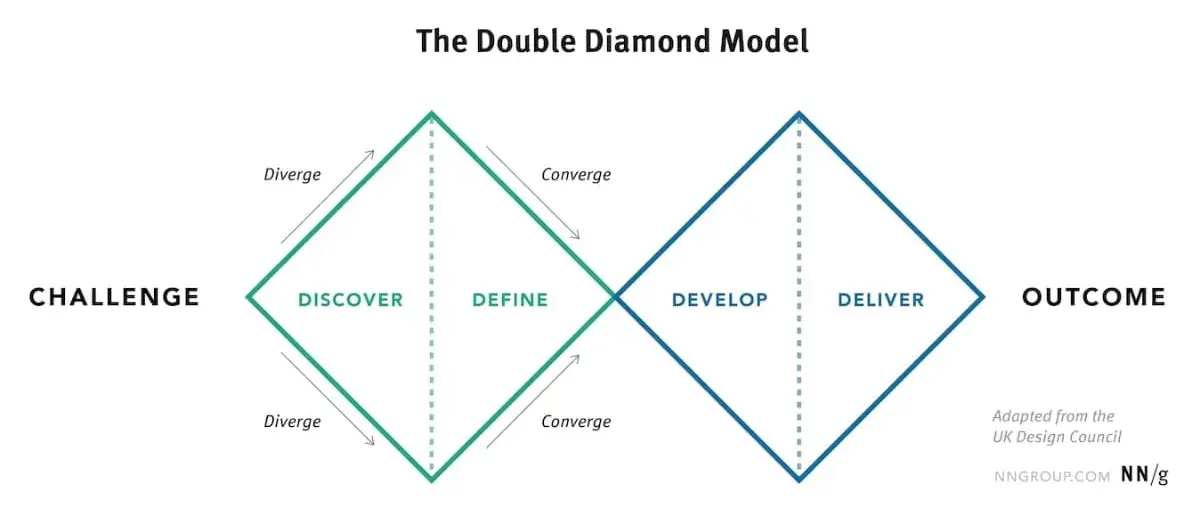 The Double Diamond Model
Diverge
Converge
CHALLENGE
DISCOVER
DEFINE
DEVELOP
DELIVER
OUTCOME
Diverge
Converge
Adapted from the
UK Design Council
NNGROUP.COM NN/g